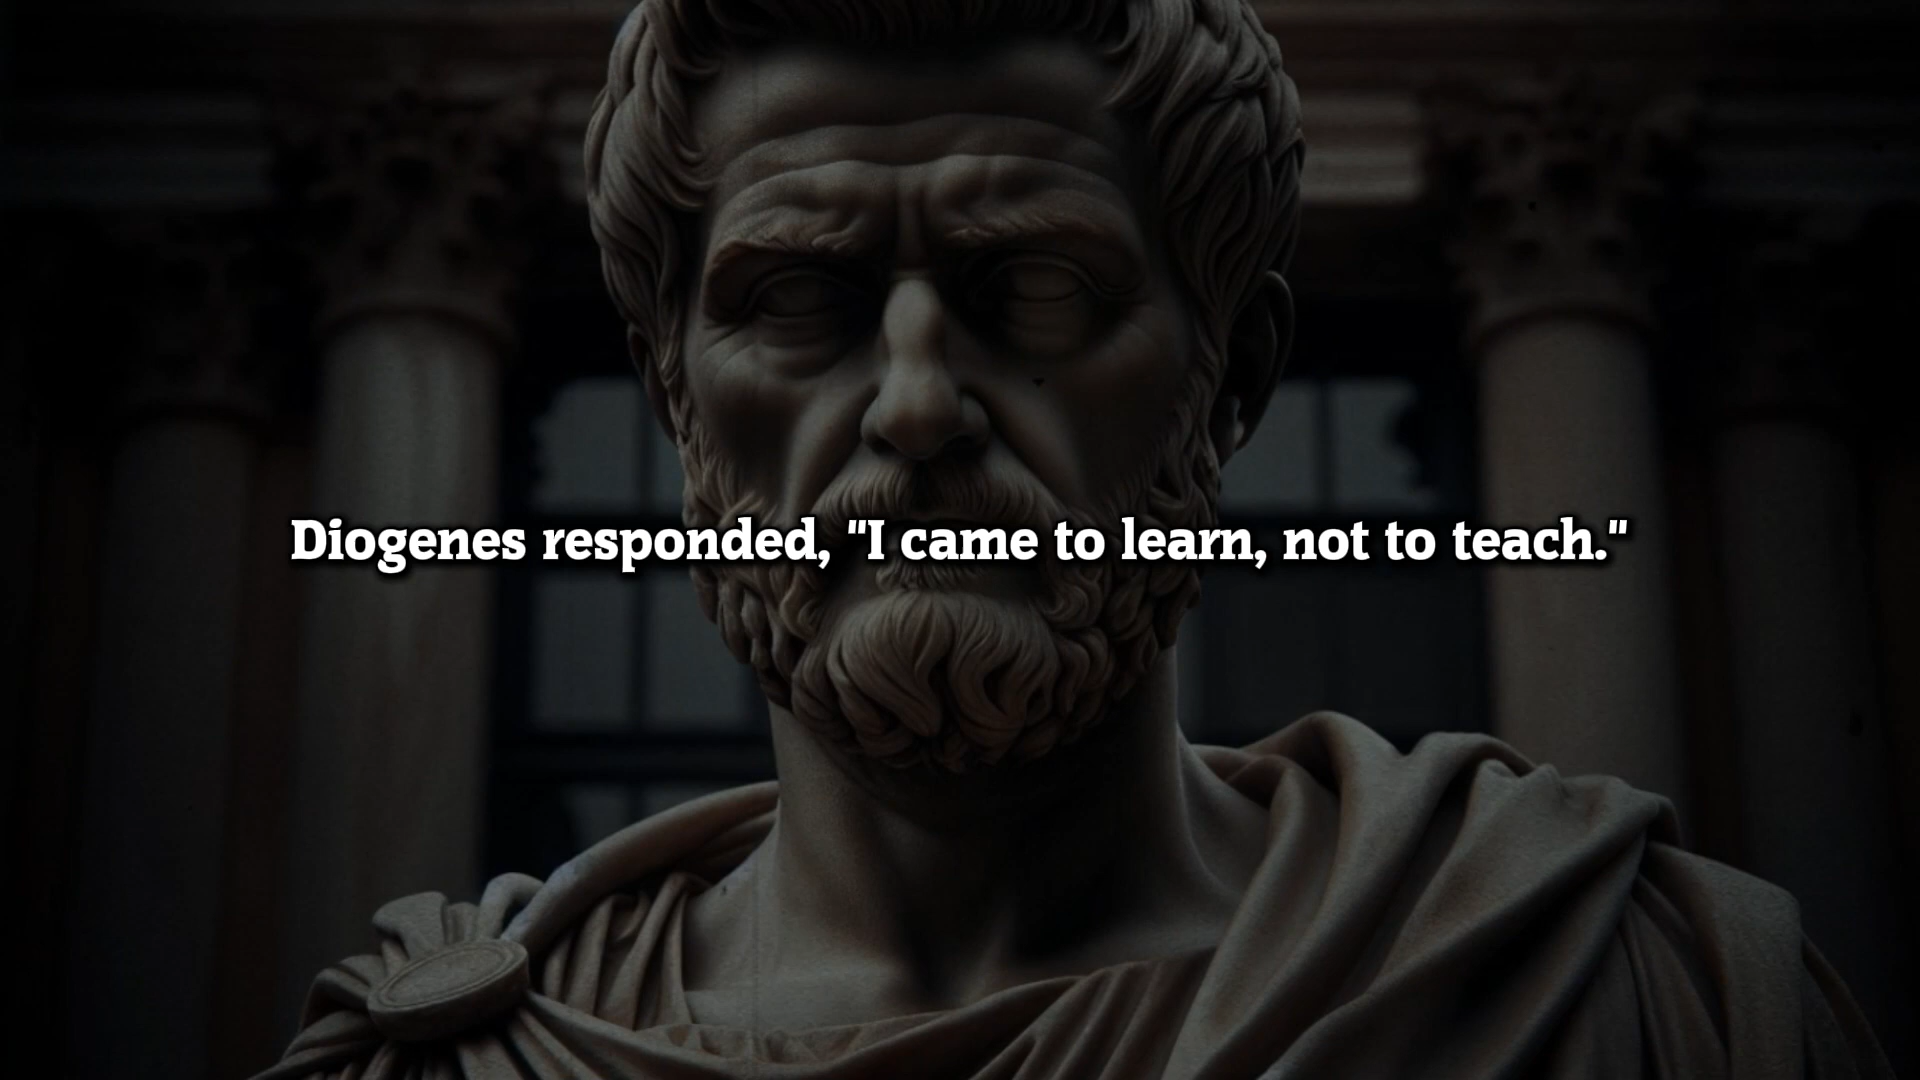 Diogenes responded, "I came to learn, not to teach."